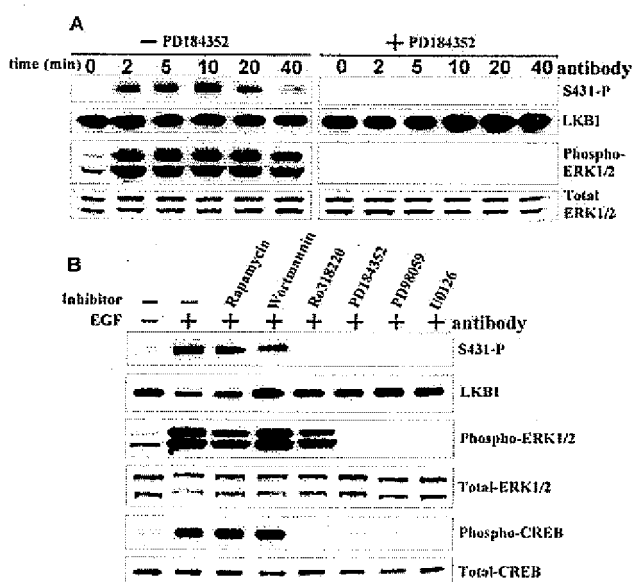 A
− PD184352
+ PD184352
time (min) 0 2 5 10 20 40 0 2 5 10 20 40 antibody
S431-P
LKB1
Phospho-
ERK1/2
Total
ERK1/2
B
Inhibitor − − Rapamycin Wortmannin Ro318220 PD184352 PD98059 U0126
EGF − + + + + + + + antibody
S431-P
LKB1
Phospho-ERK1/2
Total-ERK1/2
Phospho-CREB
Total-CREB